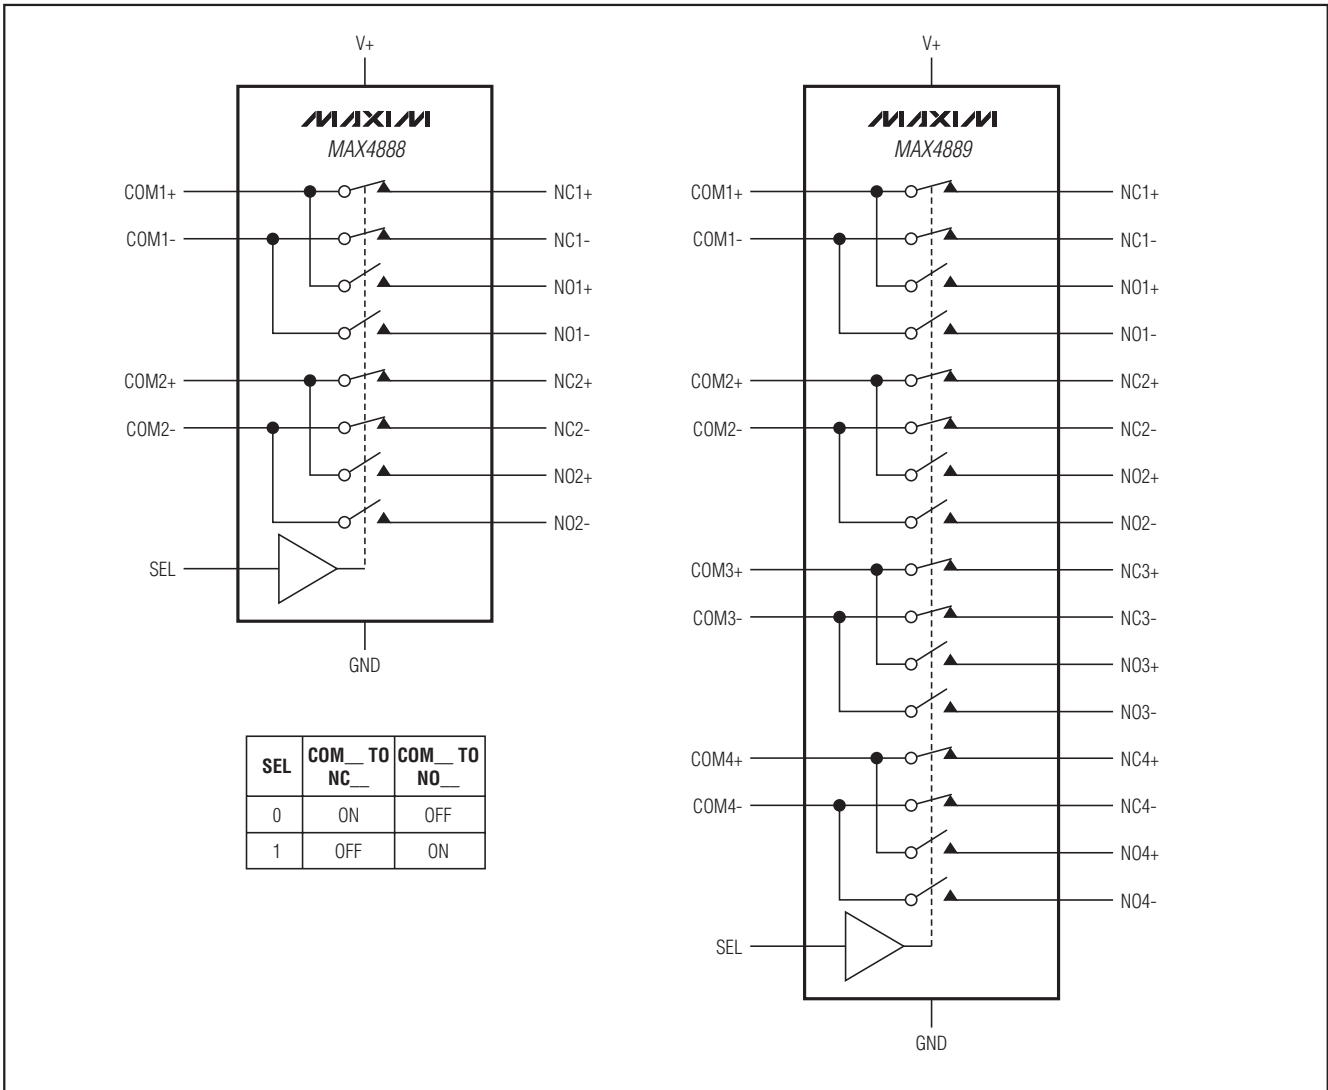 V+
MAXIM
MAX4888
COM1+
NC1+
COM1-
NC1-
NO1+
NO1-
COM2+
NC2+
COM2-
NC2-
NO2+
NO2-
SEL
GND
SEL COM__ TO NC__ COM__ TO NO__
0 ON OFF
1 OFF ON
V+
MAXIM
MAX4889
COM1+
NC1+
COM1-
NC1-
NO1+
NO1-
COM2+
NC2+
COM2-
NC2-
NO2+
NO2-
COM3+
NC3+
COM3-
NC3-
NO3+
NO3-
COM4+
NC4+
COM4-
NC4-
NO4+
NO4-
SEL
GND